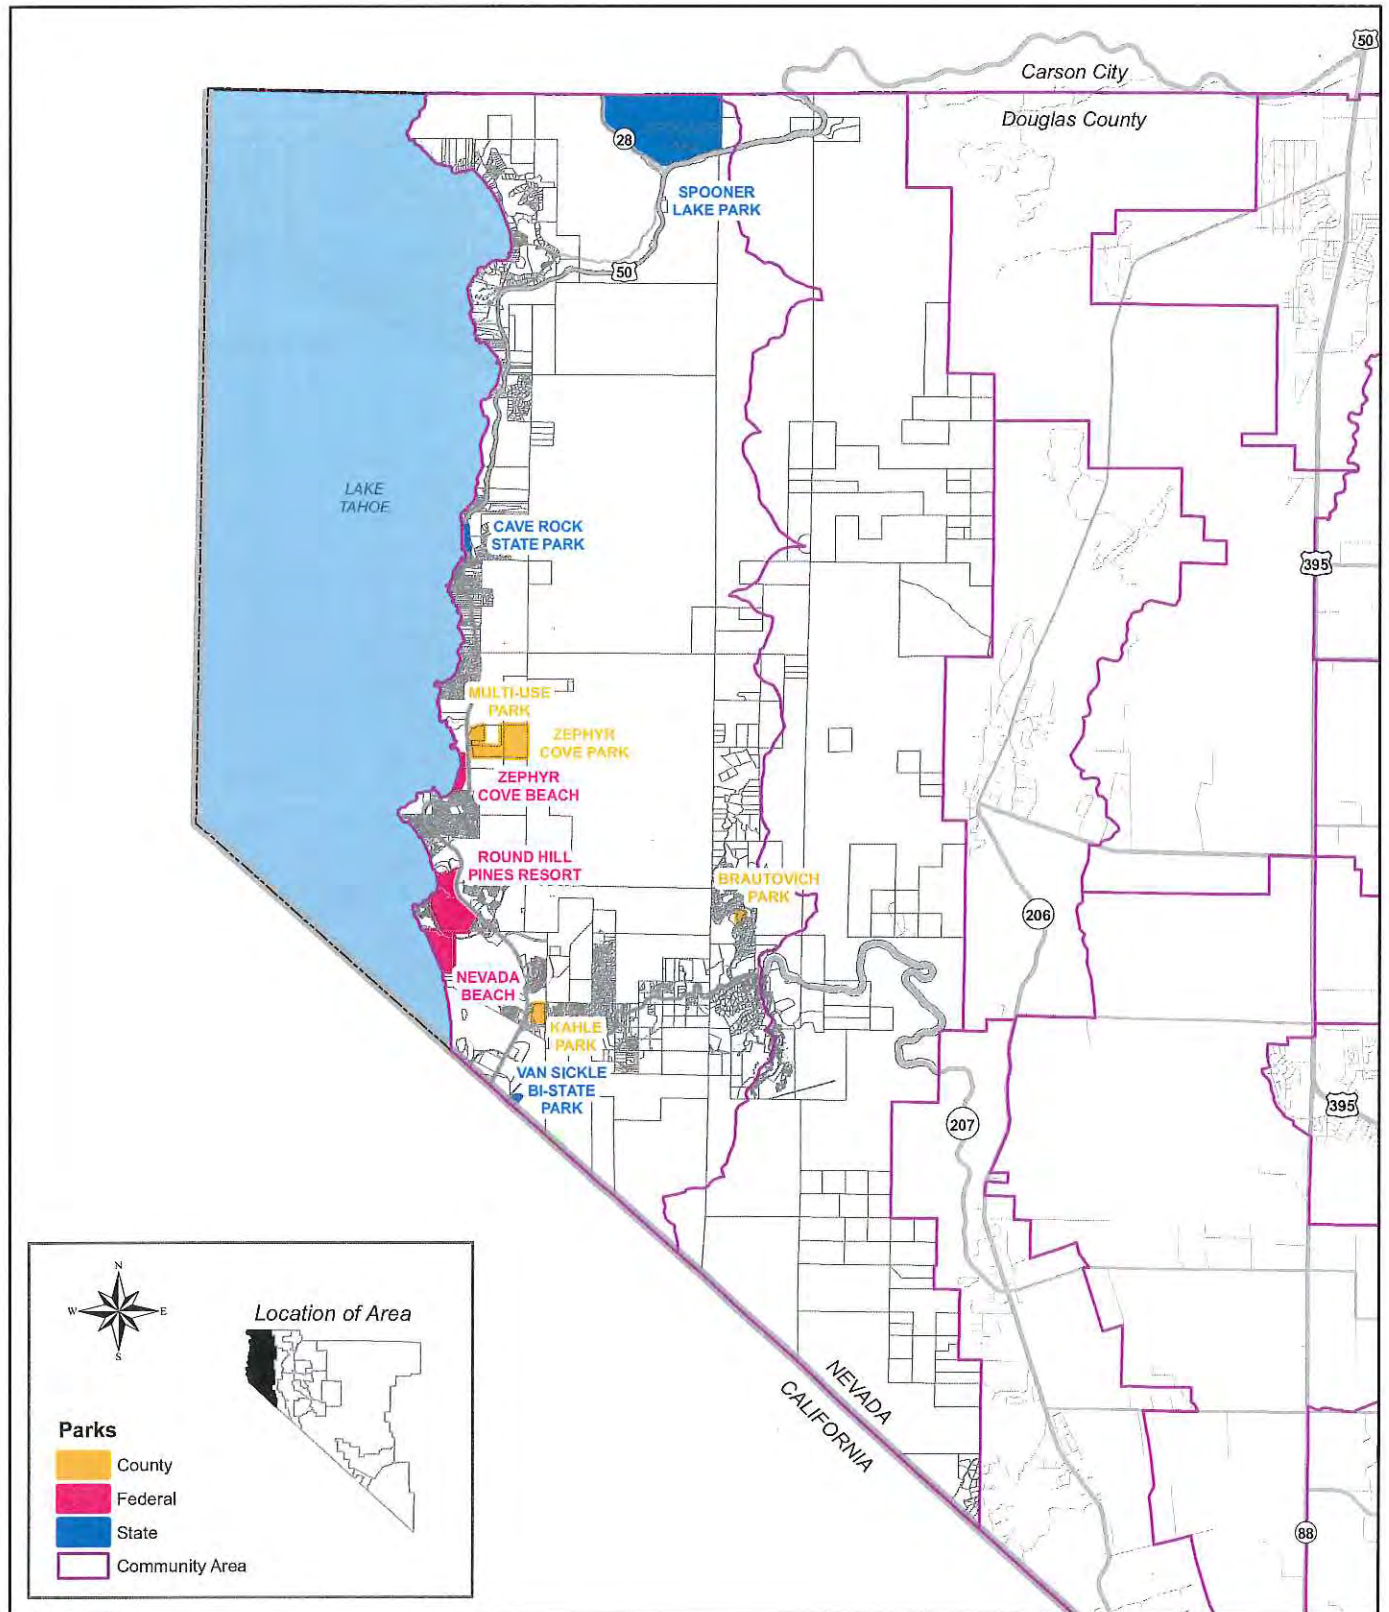 50
Carson City
Douglas County
28
SPOONER
LAKE PARK
50
LAKE
TAHOE
CAVE ROCK
STATE PARK
395
MULTI-USE
PARK
ZEPHYR
COVE PARK
ZEPHYR
COVE BEACH
ROUND HILL
PINES RESORT
BRAUTOVICH
PARK
206
NEVADA
BEACH
KAHLE
PARK
VAN SICKLE
BI-STATE
PARK
395
207
NEVADA
CALIFORNIA
88
N
W
E
S
Location of Area
Parks
County
Federal
State
Community Area